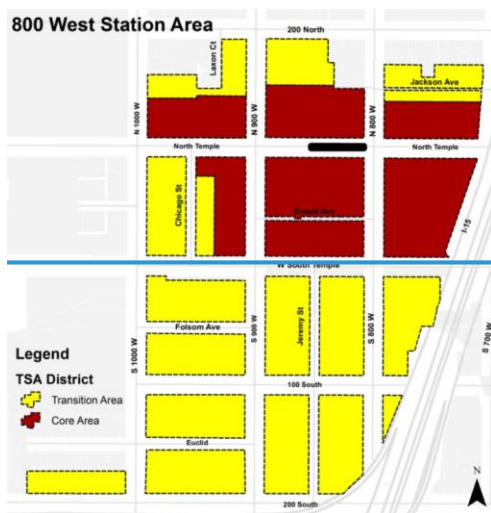 800 West Station Area
200 North
Laxon Ct
Jackson Ave
N 1000 W
N 900 W
N 800 W
North Temple
North Temple
Chicago St
I-15
W South Temple
S 1000 W
Folsom Ave
S 900 W
Jeremy St
S 800 W
S 700 W
Legend
TSA District
Transition Area
Core Area
100 South
Euclid
200 South
N